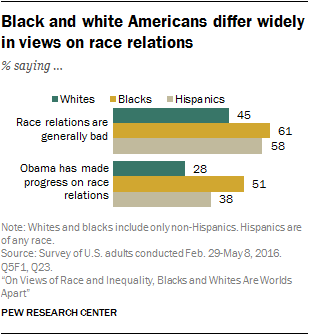 Black and white Americans differ widely
in views on race relations
% saying ...
Whites Blacks Hispanics
Race relations are
generally bad
45
61
58
Obama has made
progress on race
relations
28
51
38
Note: Whites and blacks include only non-Hispanics. Hispanics are
of any race.
Source: Survey of U.S. adults conducted Feb. 29-May 8, 2016.
Q5F1, Q23.
“On Views of Race and Inequality, Blacks and Whites Are Worlds
Apart”
PEW RESEARCH CENTER